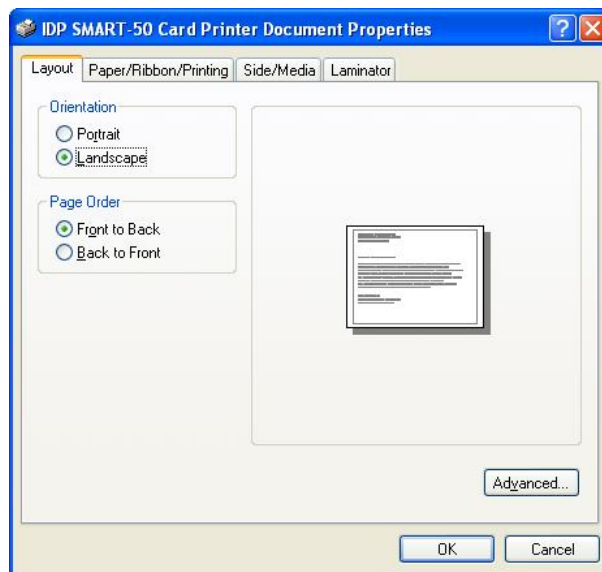 IDP SMART-50 Card Printer Document Properties
Layout Paper/Ribbon/Printing Side/Media Laminator
Orientation
Portrait
Landscape
Page Order
Front to Back
Back to Front
Advanced...
OK Cancel